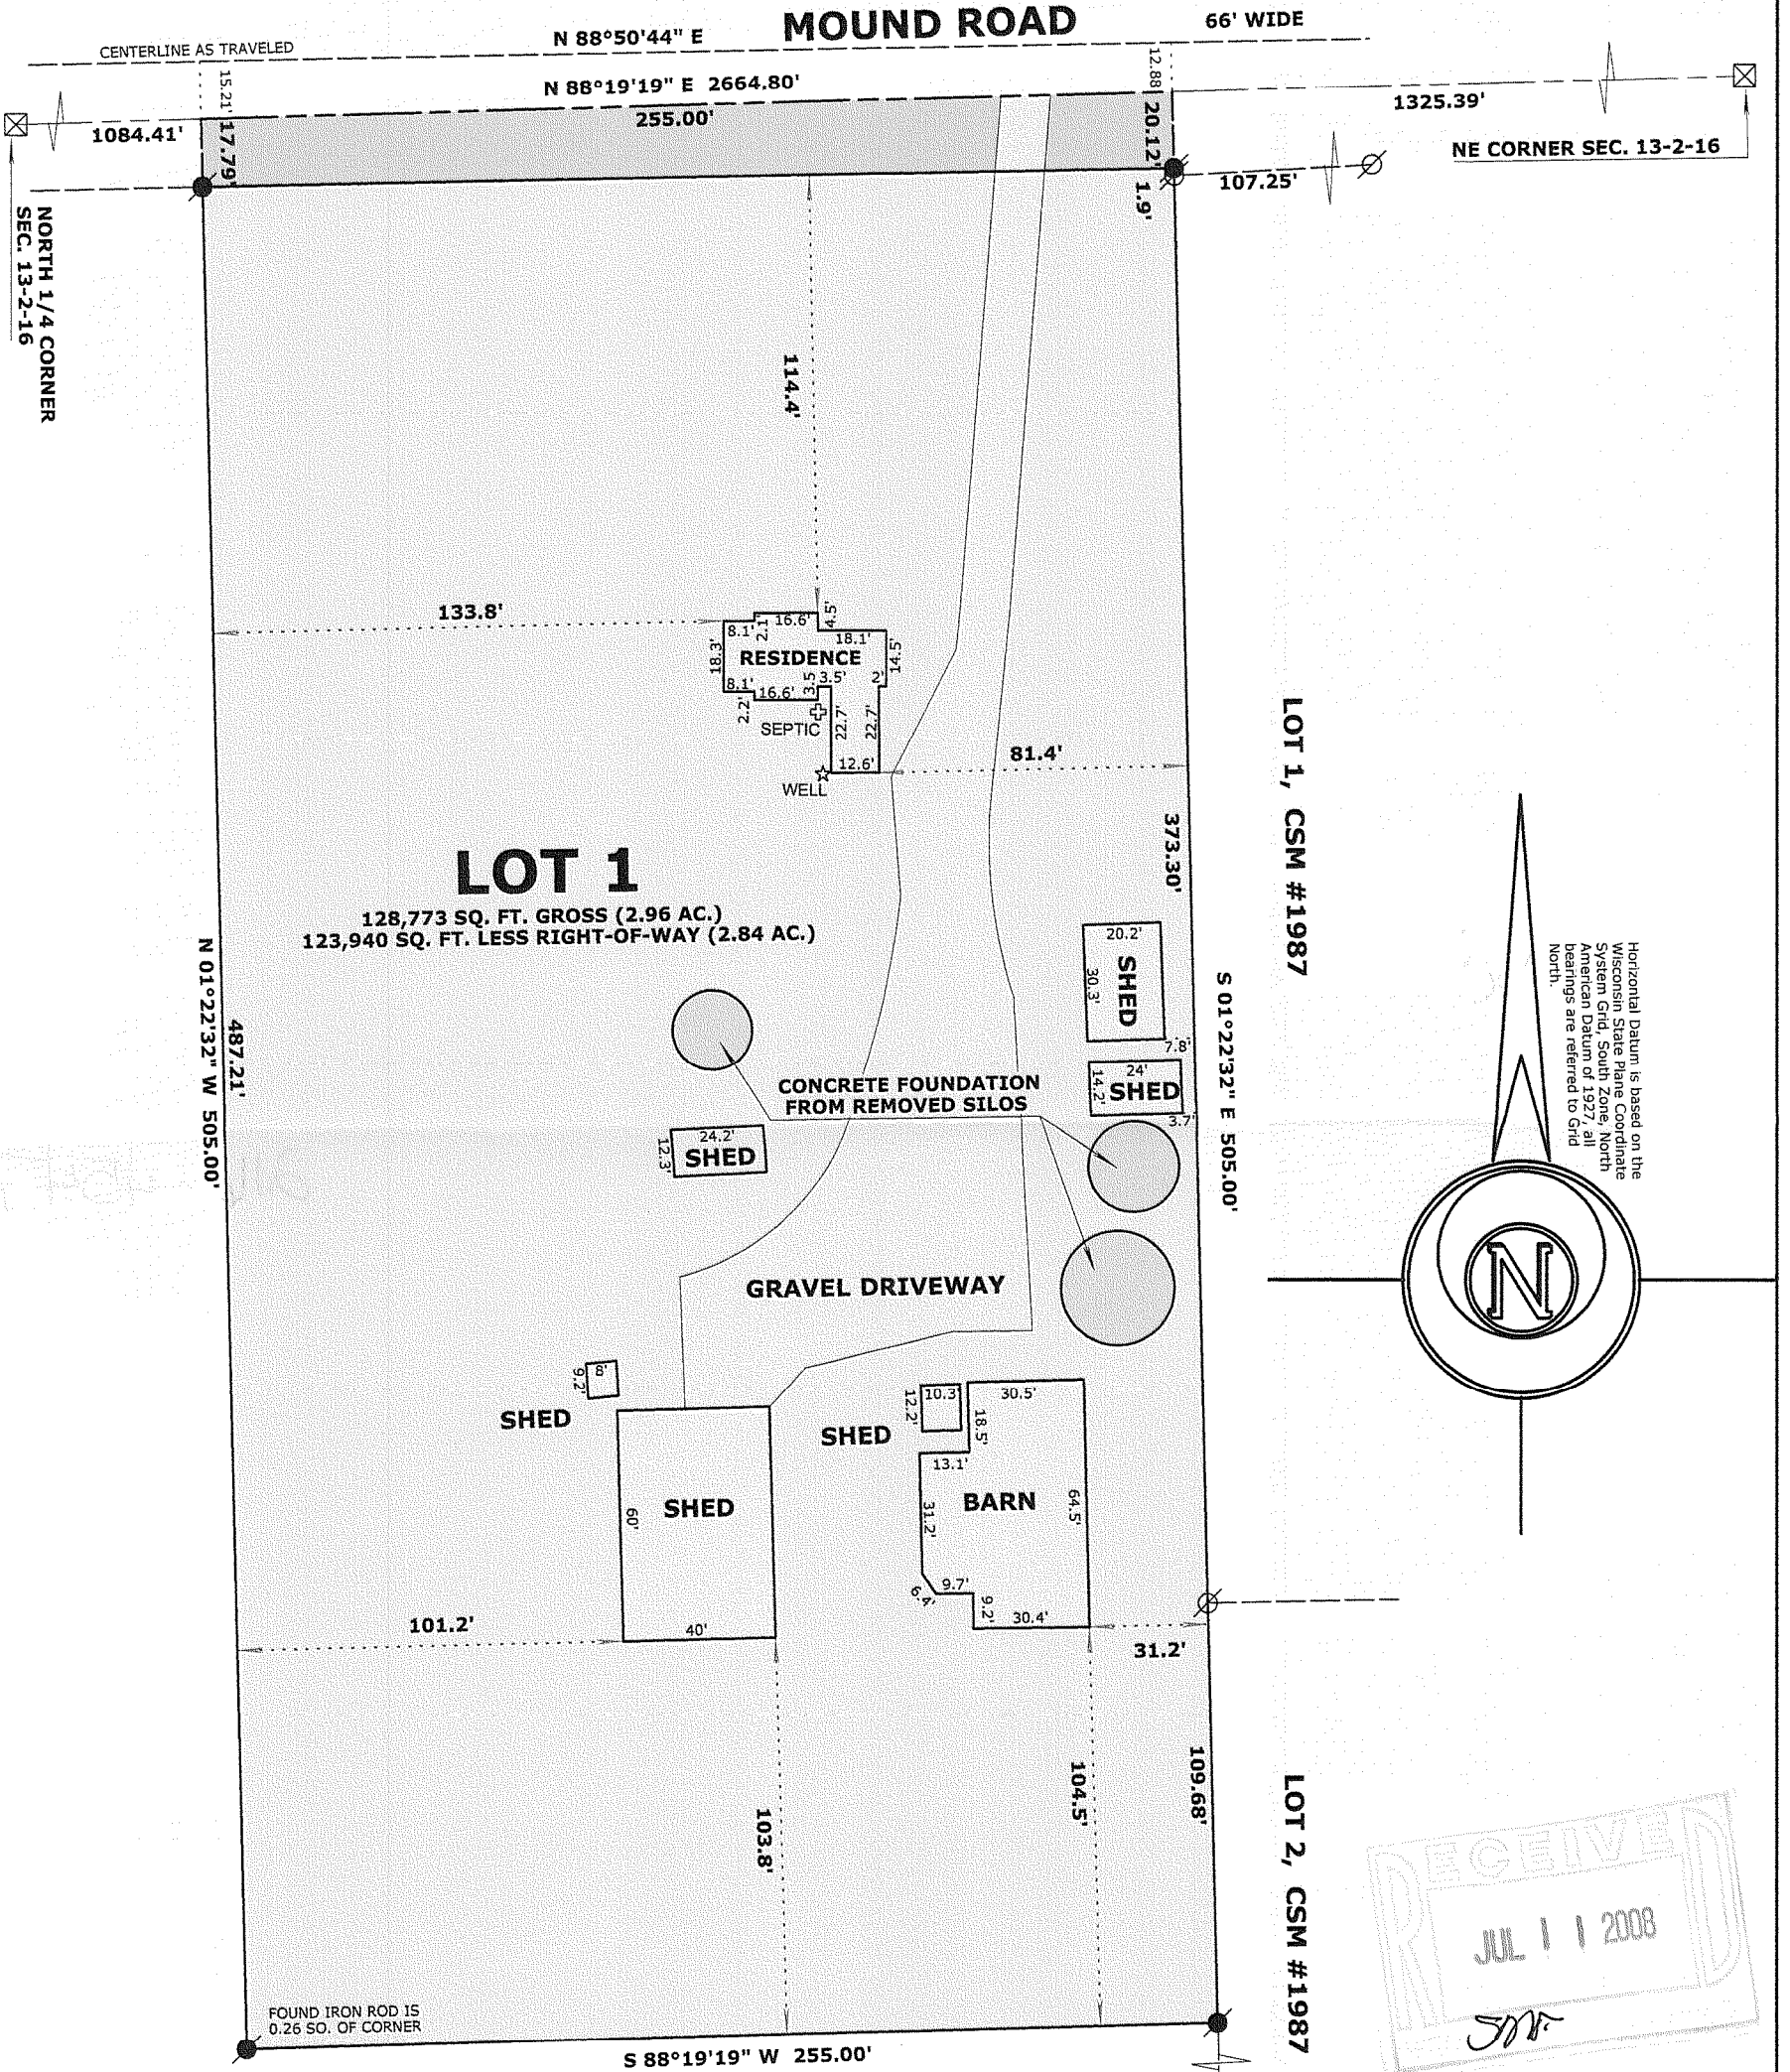 MOUND ROAD
66' WIDE
CENTERLINE AS TRAVELED
N 88°50'44" E
N 88°19'19" E 2664.80'
15.21'
12.88'
1084.41'
17.79'
255.00'
20.12'
1325.39'
NE CORNER SEC. 13-2-16
107.25'
1.9'
NORTH 1/4 CORNER
SEC. 13-2-16
114.4'
133.8'
8.1'
2.1'
16.6'
4.5'
18.1'
14.5'
18.3'
RESIDENCE
8.1'
2.2'
16.6'
3.5
3.5'
2'
22.7'
22.7'
SEPTIC
12.6'
WELL
81.4'
LOT 1, CSM #1987
373.30'
LOT 1
128,773 SQ. FT. GROSS (2.96 AC.)
123,940 SQ. FT. LESS RIGHT-OF-WAY (2.84 AC.)
N 01°22'32" W 505.00'
487.21'
S 01°22'32" E 505.00'
Horizontal Datum is based on the
Wisconsin State Plane Coordinate
System Grid, South Zone, North
American Datum of 1927, all
bearings are referred to Grid
North.
N
20.2'
30.3'
SHED
7.8'
24'
14.2'
SHED
3.7'
CONCRETE FOUNDATION
FROM REMOVED SILOS
24.2'
12.3'
SHED
GRAVEL DRIVEWAY
8'
9.2'
SHED
10.3'
12.2'
SHED
30.5'
18.5'
13.1'
31.2'
BARN
64.5'
6.4'
9.7'
9.2'
30.4'
SHED
60'
40'
101.2'
31.2'
103.8'
104.5'
109.68'
LOT 2, CSM #1987
RECEIVED
JUL 11 2008
FOUND IRON ROD IS
0.26 SO. OF CORNER
S 88°19'19" W 255.00'